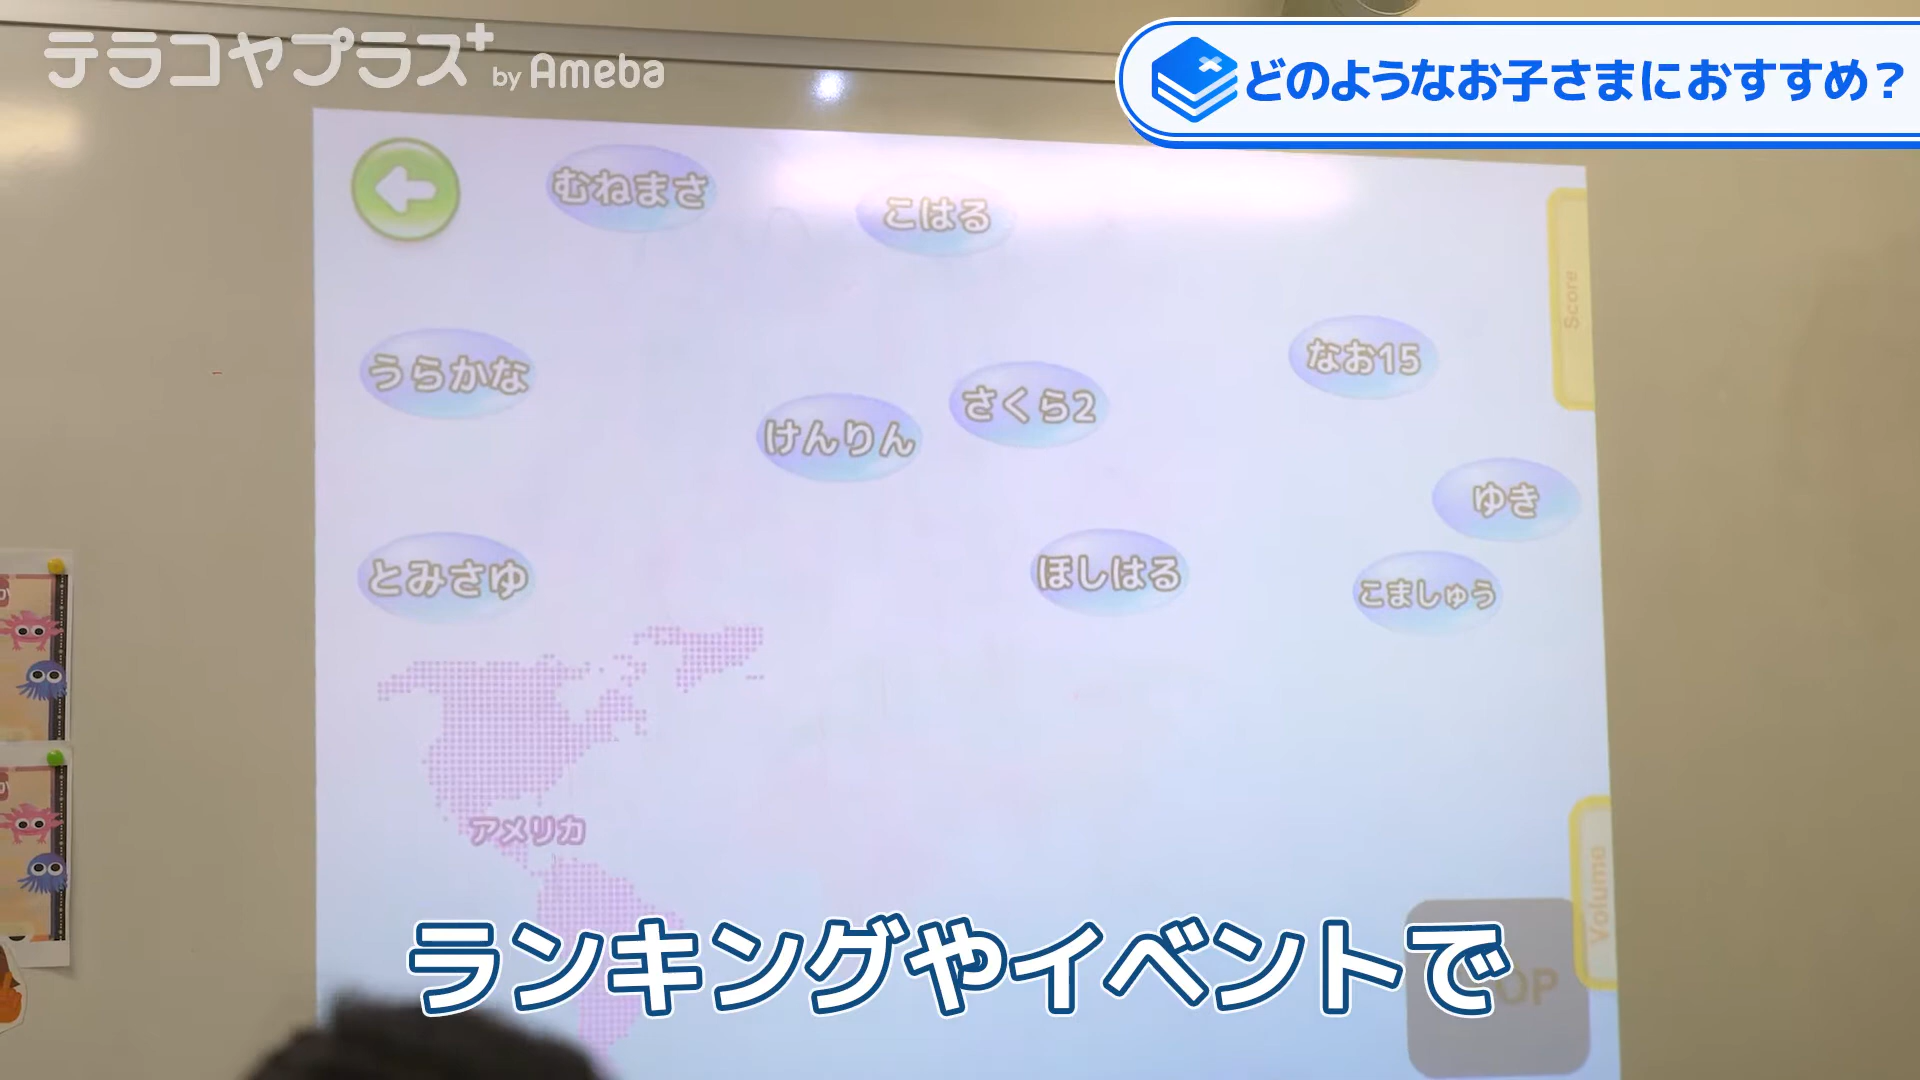 テラコヤプラス+ by Ameba
どのようなお子さまにおすすめ？
むねまさ
こはる
Score
うらかな
なお15
さくら2
けんりん
ゆき
とみさゆ
ほしはる
こましゅう
アメリカ
Volume
ランキングやイベントで